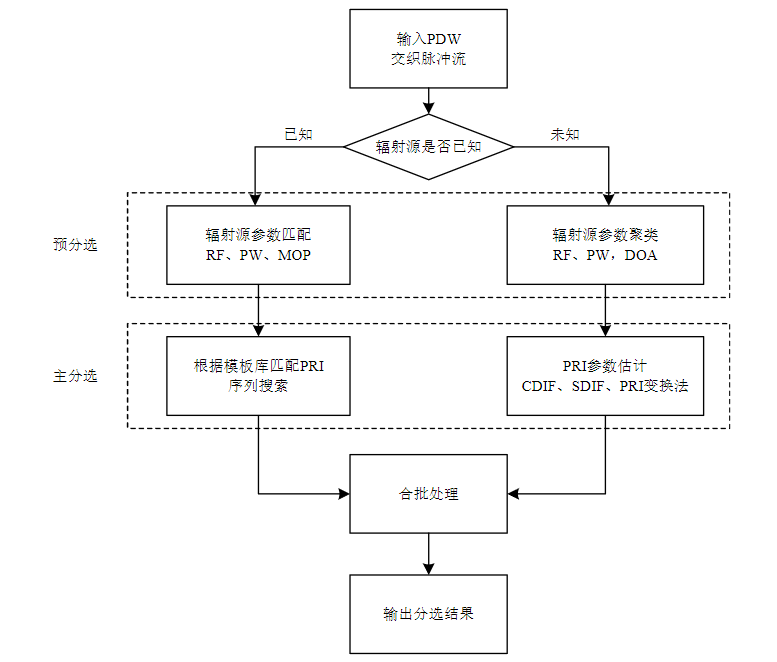 输入PDW
交织脉冲流
辐射源是否已知
已知
未知
预分选
辐射源参数匹配
RF、PW、MOP
辐射源参数聚类
RF、PW，DOA
主分选
根据模板库匹配PRI
序列搜索
PRI参数估计
CDIF、SDIF、PRI变换法
合批处理
输出分选结果